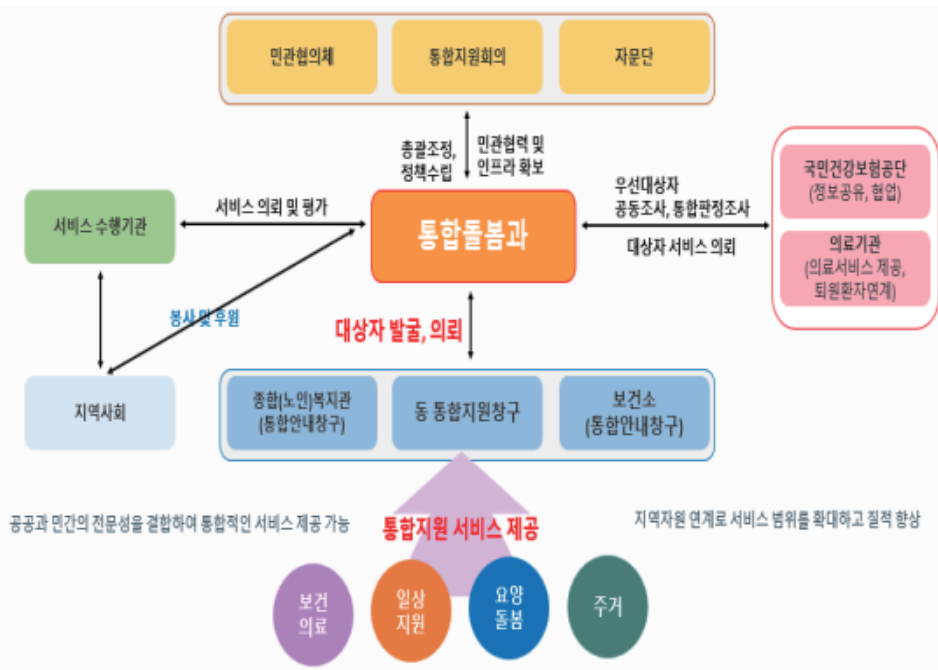 민관협의체
통합지원회의
자문단
총괄조정,
정책수립
민관협력 및
인프라 확보
국민건강보험공단
(정보공유, 협업)
우선대상자
공동조사, 통합판정조사
서비스 의뢰 및 평가
서비스 수행기관
통합돌봄과
대상자 서비스 의뢰
의료기관
(의료서비스 제공,
퇴원환자연계)
봉사 및 후원
대상자 발굴, 의뢰
지역사회
종합(노인)복지관
(통합안내창구)
동 통합지원창구
보건소
(통합안내창구)
공공과 민간의 전문성을 결합하여 통합적인 서비스 제공 가능
통합지원 서비스 제공
지역자원 연계로 서비스 범위를 확대하고 질적 향상
보건
의료
일상
지원
요양
돌봄
주거